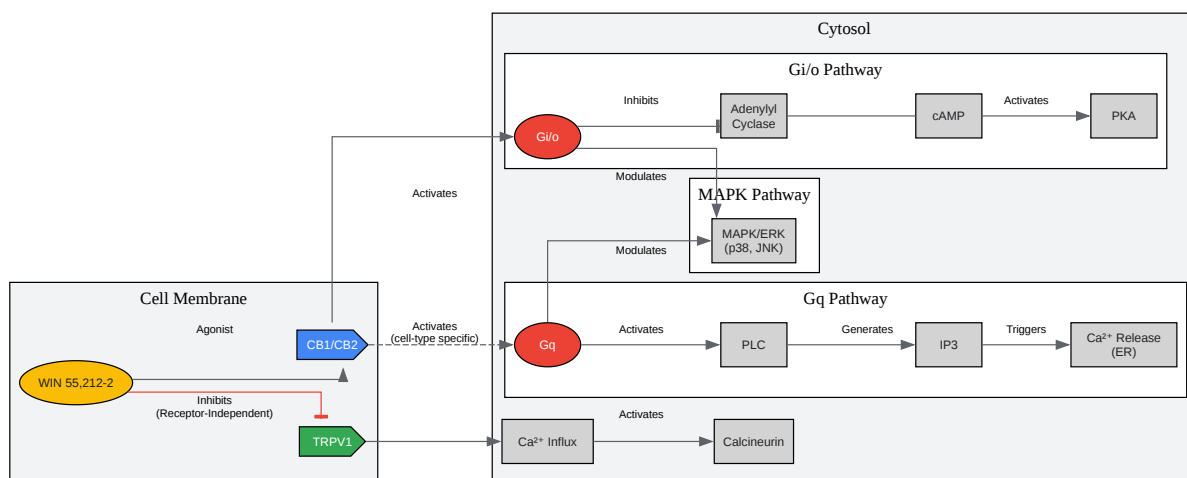 Cytosol
Gi/o Pathway
Inhibits
Adenylyl
Cyclase
cAMP
Activates
PKA
Gi/o
Modulates
Activates
MAPK Pathway
MAPK/ERK
(p38, JNK)
Modulates
Cell Membrane
Gq Pathway
Agonist
CB1/CB2
Activates
(cell-type specific)
Gq
Activates
PLC
Generates
IP3
Triggers
Ca²⁺ Release
(ER)
WIN 55,212-2
Inhibits
(Receptor-Independent)
TRPV1
Ca²⁺ Influx
Activates
Calcineurin